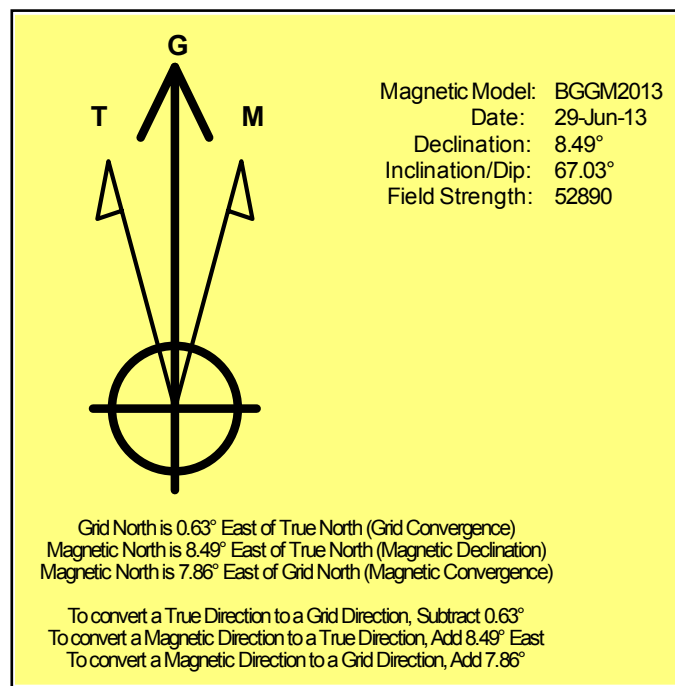 G
T
M
Magnetic Model: BGGM2013
Date: 29-Jun-13
Declination: 8.49°
Inclination/Dip: 67.03°
Field Strength: 52890
Grid North is 0.63° East of True North (Grid Convergence)
Magnetic North is 8.49° East of True North (Magnetic Declination)
Magnetic North is 7.86° East of Grid North (Magnetic Convergence)
To convert a True Direction to a Grid Direction, Subtract 0.63°
To convert a Magnetic Direction to a True Direction, Add 8.49° East
To convert a Magnetic Direction to a Grid Direction, Add 7.86°